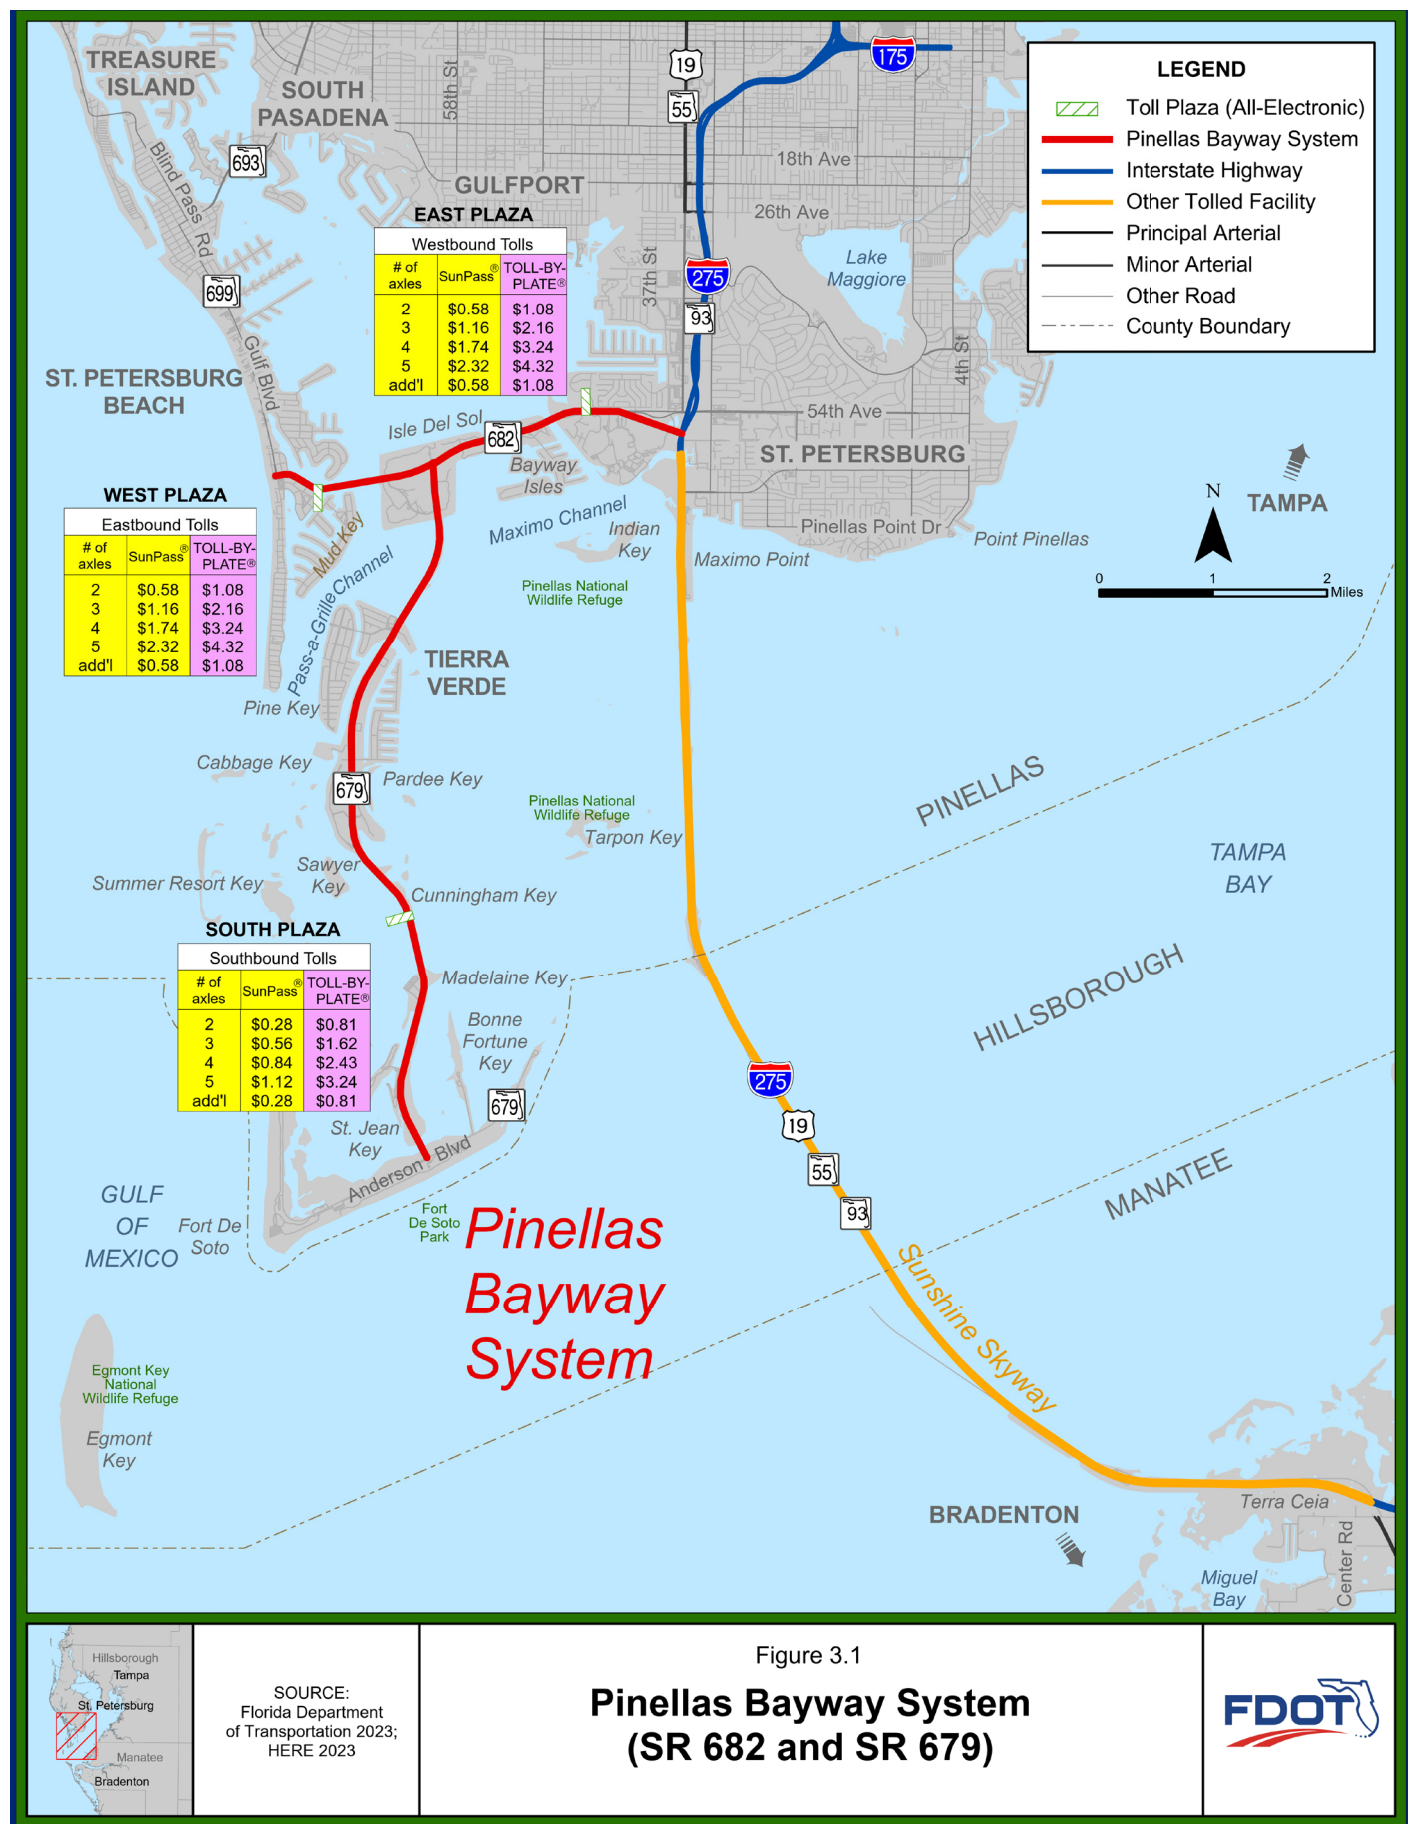 TREASURE
ISLAND
SOUTH
PASADENA
58th St
19
55
175
693
Blind Pass Rd
GULFPORT
18th Ave
26th Ave
37th St
Lake
Maggiore
275
93
4th St
699
Gulf Blvd
ST. PETERSBURG
BEACH
LEGEND
Toll Plaza (All-Electronic)
Pinellas Bayway System
Interstate Highway
Other Tolled Facility
Principal Arterial
Minor Arterial
Other Road
County Boundary
EAST PLAZA
Westbound Tolls
# of axles SunPass® TOLL-BY-PLATE®
2 $0.58 $1.08
3 $1.16 $2.16
4 $1.74 $3.24
5 $2.32 $4.32
add'l $0.58 $1.08
Isle Del Sol
682
54th Ave
ST. PETERSBURG
Bayway
Isles
Maximo Channel
Indian
Key
Pinellas Point Dr
Point Pinellas
Maximo Point
Pinellas National
Wildlife Refuge
TAMPA
N
0 1 2
Miles
WEST PLAZA
Eastbound Tolls
# of axles SunPass® TOLL-BY-PLATE®
2 $0.58 $1.08
3 $1.16 $2.16
4 $1.74 $3.24
5 $2.32 $4.32
add'l $0.58 $1.08
Mud Key
Pass-a-Grille Channel
TIERRA
VERDE
Pine Key
Cabbage Key
679
Pardee Key
Pinellas National
Wildlife Refuge
Tarpon Key
PINELLAS
TAMPA
BAY
Sawyer
Key
Summer Resort Key
Cunningham Key
SOUTH PLAZA
Southbound Tolls
# of axles SunPass® TOLL-BY-PLATE®
2 $0.28 $0.81
3 $0.56 $1.62
4 $0.84 $2.43
5 $1.12 $3.24
add'l $0.28 $0.81
Madelaine Key
Bonne
Fortune
Key
679
St. Jean
Key
Anderson Blvd
HILLSBOROUGH
275
19
55
93
MANATEE
GULF
OF
MEXICO
Fort De
Soto
Fort
De Soto
Park
Pinellas
Bayway
System
Sunshine Skyway
Egmont Key
National
Wildlife Refuge
Egmont
Key
BRADENTON
Terra Ceia
Center Rd
Miguel
Bay
Hillsborough
Tampa
St. Petersburg
Manatee
Bradenton
SOURCE:
Florida Department
of Transportation 2023;
HERE 2023
Figure 3.1
Pinellas Bayway System
(SR 682 and SR 679)
FDOT